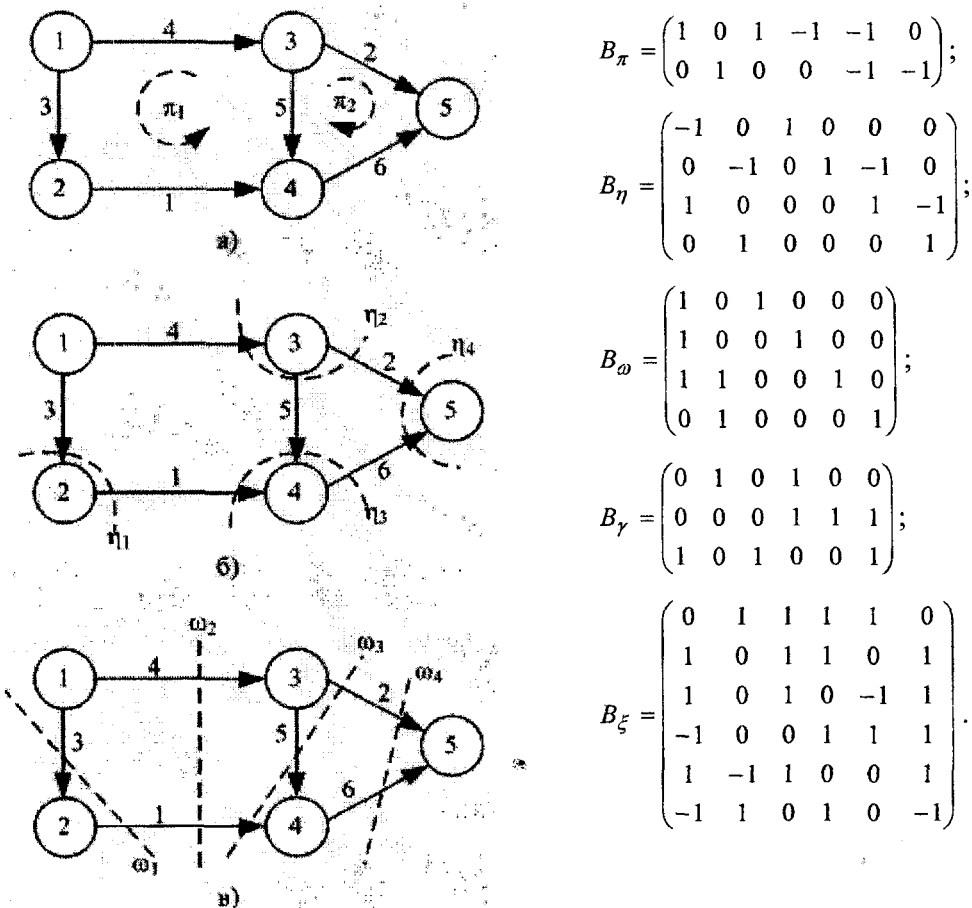 1 4 3 2
3 π₁ 5 π₂ 5
2 1 4 6
а)
1 4 3 η₂ 2 η₄
3 5 5
2 1 4 6
η₁ η₃
б)
ω₂
1 4 3 ω₃ 2 ω₄
3 5 5
2 1 4 6
ω₁
в)
B_π = (1 0 1 -1 -1 0
0 1 0 0 -1 -1);
B_η = (-1 0 1 0 0 0
0 -1 0 1 -1 0
1 0 0 0 1 -1
0 1 0 0 0 1);
B_ω = (1 0 1 0 0 0
1 0 0 1 0 0
1 1 0 0 1 0
0 1 0 0 0 1);
B_γ = (0 1 0 1 0 0
0 0 0 1 1 1
1 0 1 0 0 1);
B_ξ = (0 1 1 1 1 0
1 0 1 1 0 1
1 0 1 0 -1 1
-1 0 0 1 1 1
1 -1 1 0 0 1
-1 1 0 1 0 -1).